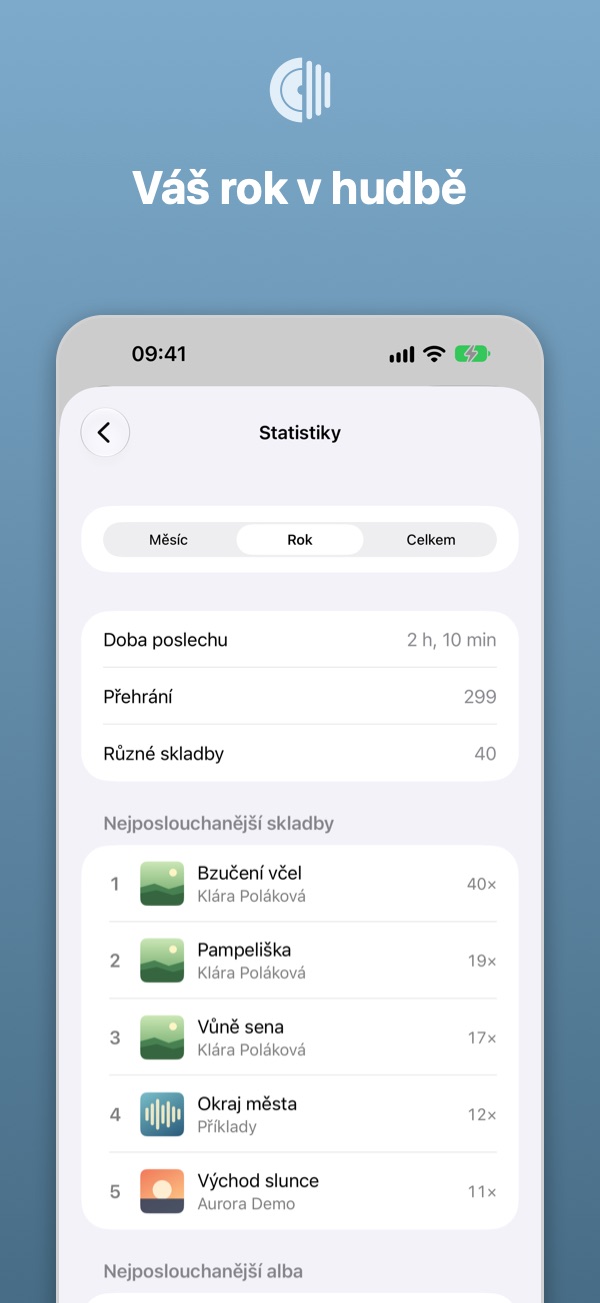 Váš rok v hudbě
09:41
Statistiky
Měsíc
Rok
Celkem
Doba poslechu
2 h, 10 min
Přehrání
299
Různé skladby
40
Nejposlouchanější skladby
1
Bzučení včel
Klára Poláková
40×
2
Pampeliška
Klára Poláková
19×
3
Vůně sena
Klára Poláková
17×
4
Okraj města
Příklady
12×
5
Východ slunce
Aurora Demo
11×
Nejposlouchanější alba